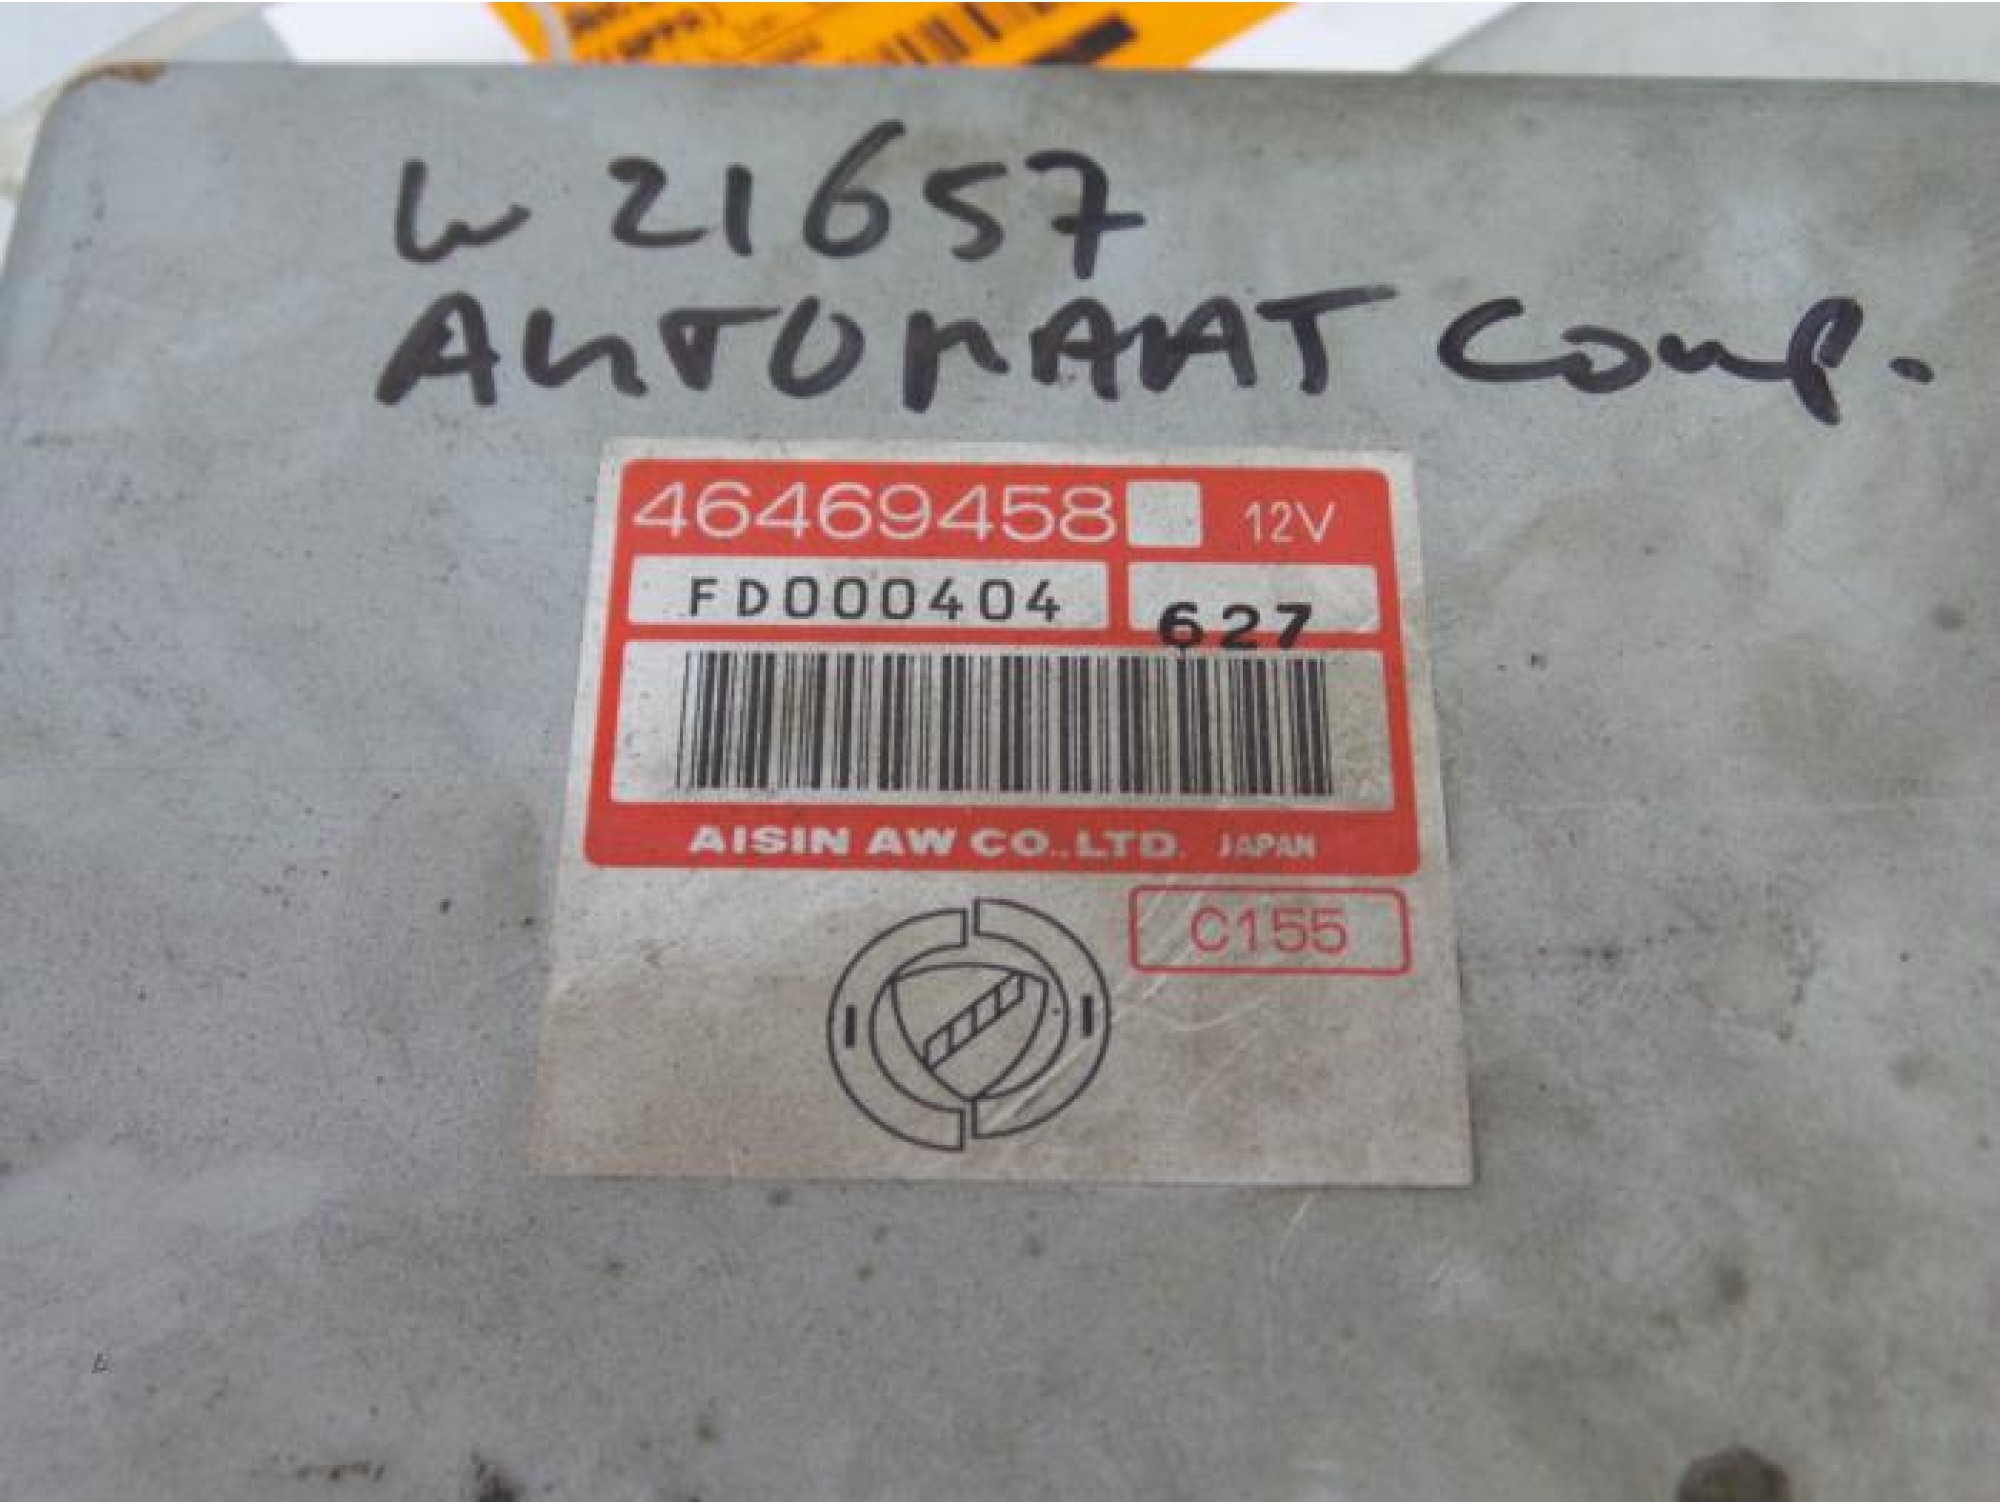 W 21657
AUTOMAAT Comp.
46469458 12V
FD000404 627
AISIN AW CO.,LTD. JAPAN
C155